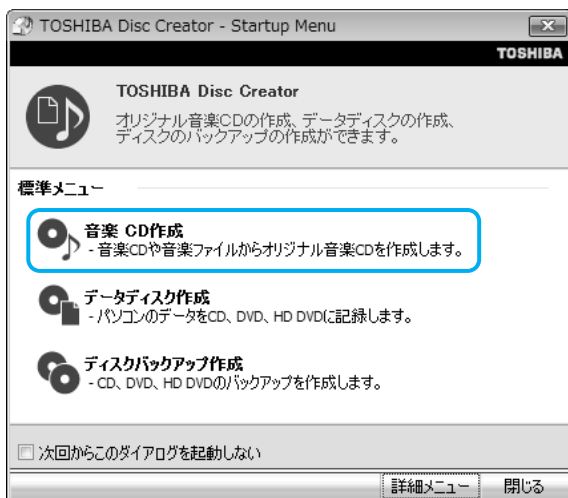 TOSHIBA Disc Creator - Startup Menu
TOSHIBA
TOSHIBA Disc Creator
オリジナル音楽CDの作成、データディスクの作成、
ディスクのバックアップの作成ができます。
標準メニュー
音楽 CD作成
- 音楽CDや音楽ファイルからオリジナル音楽CDを作成します。
データディスク作成
- パソコンのデータをCD、DVD、HD DVDに記録します。
ディスクバックアップ作成
- CD、DVD、HD DVDのバックアップを作成します。
次回からこのダイアログを起動しない
詳細メニュー 閉じる